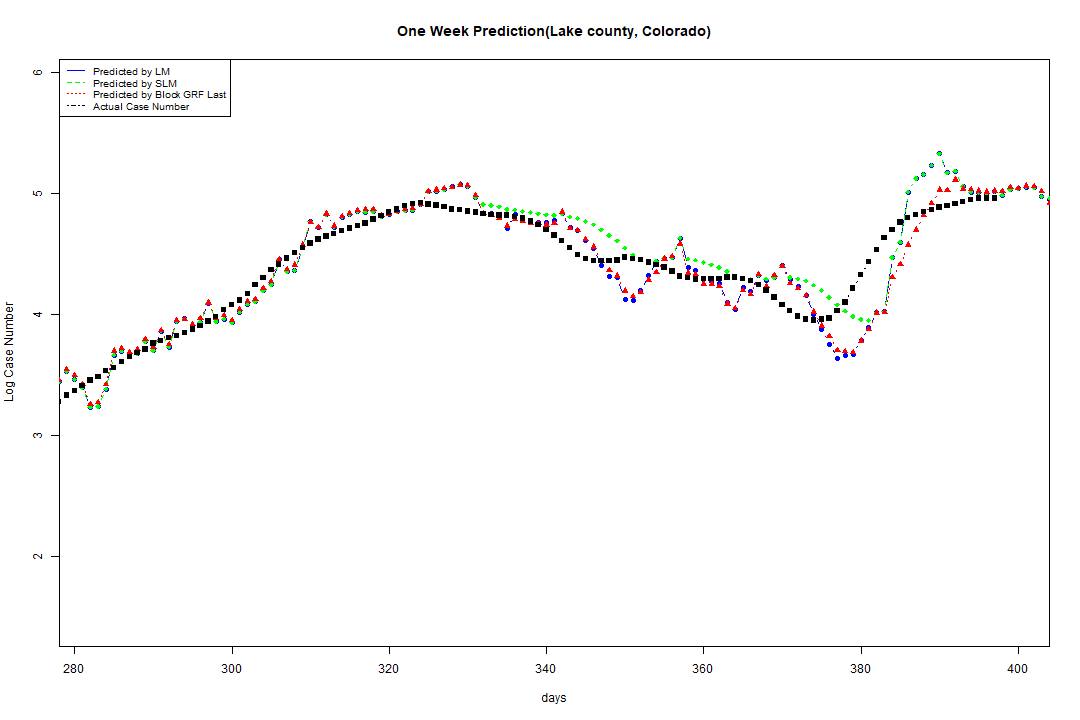 One Week Prediction(Lake county, Colorado)
Predicted by LM
Predicted by SLM
Predicted by Block GRF Last
Actual Case Number
6
5
4
3
2
Log Case Number
280 300 320 340 360 380 400
days